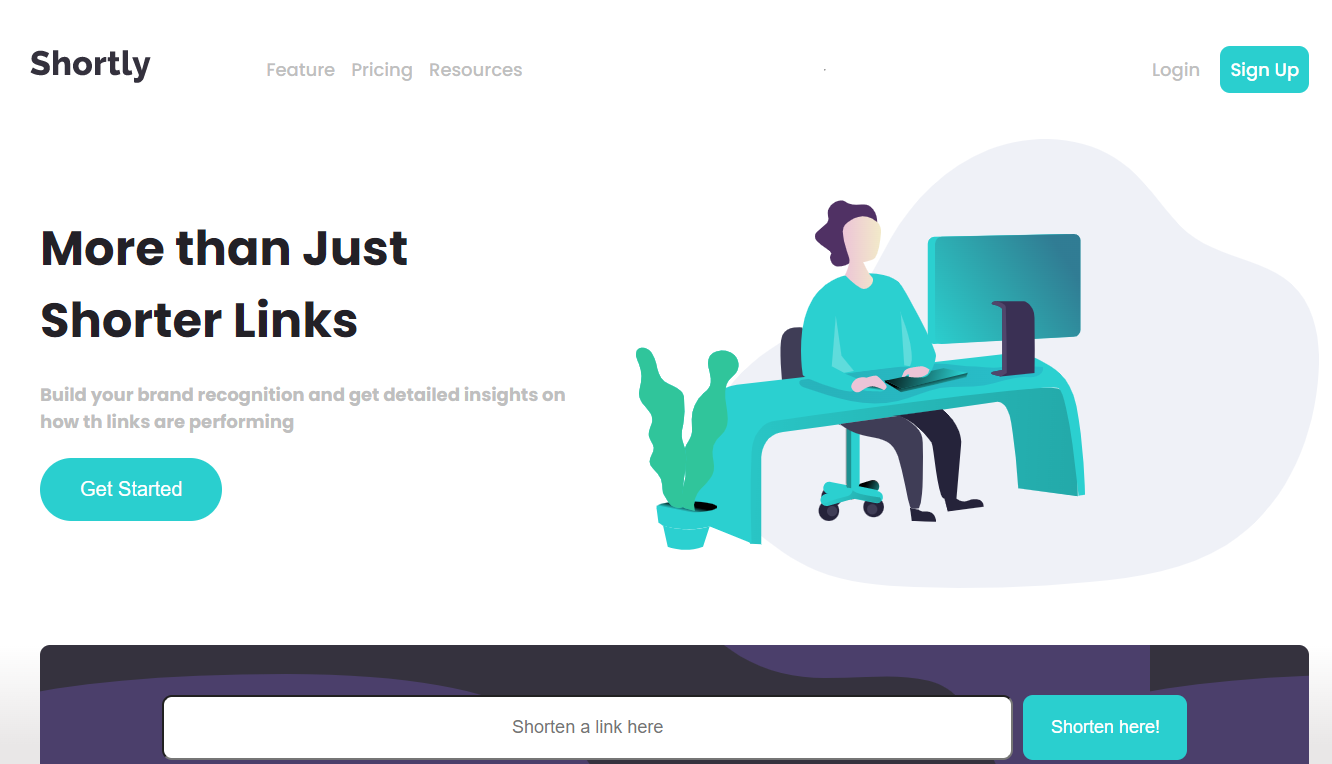 Shortly
Feature Pricing Resources
Login Sign Up
More than Just
Shorter Links
Build your brand recognition and get detailed insights on
how th links are performing
Get Started
Shorten a link here
Shorten here!